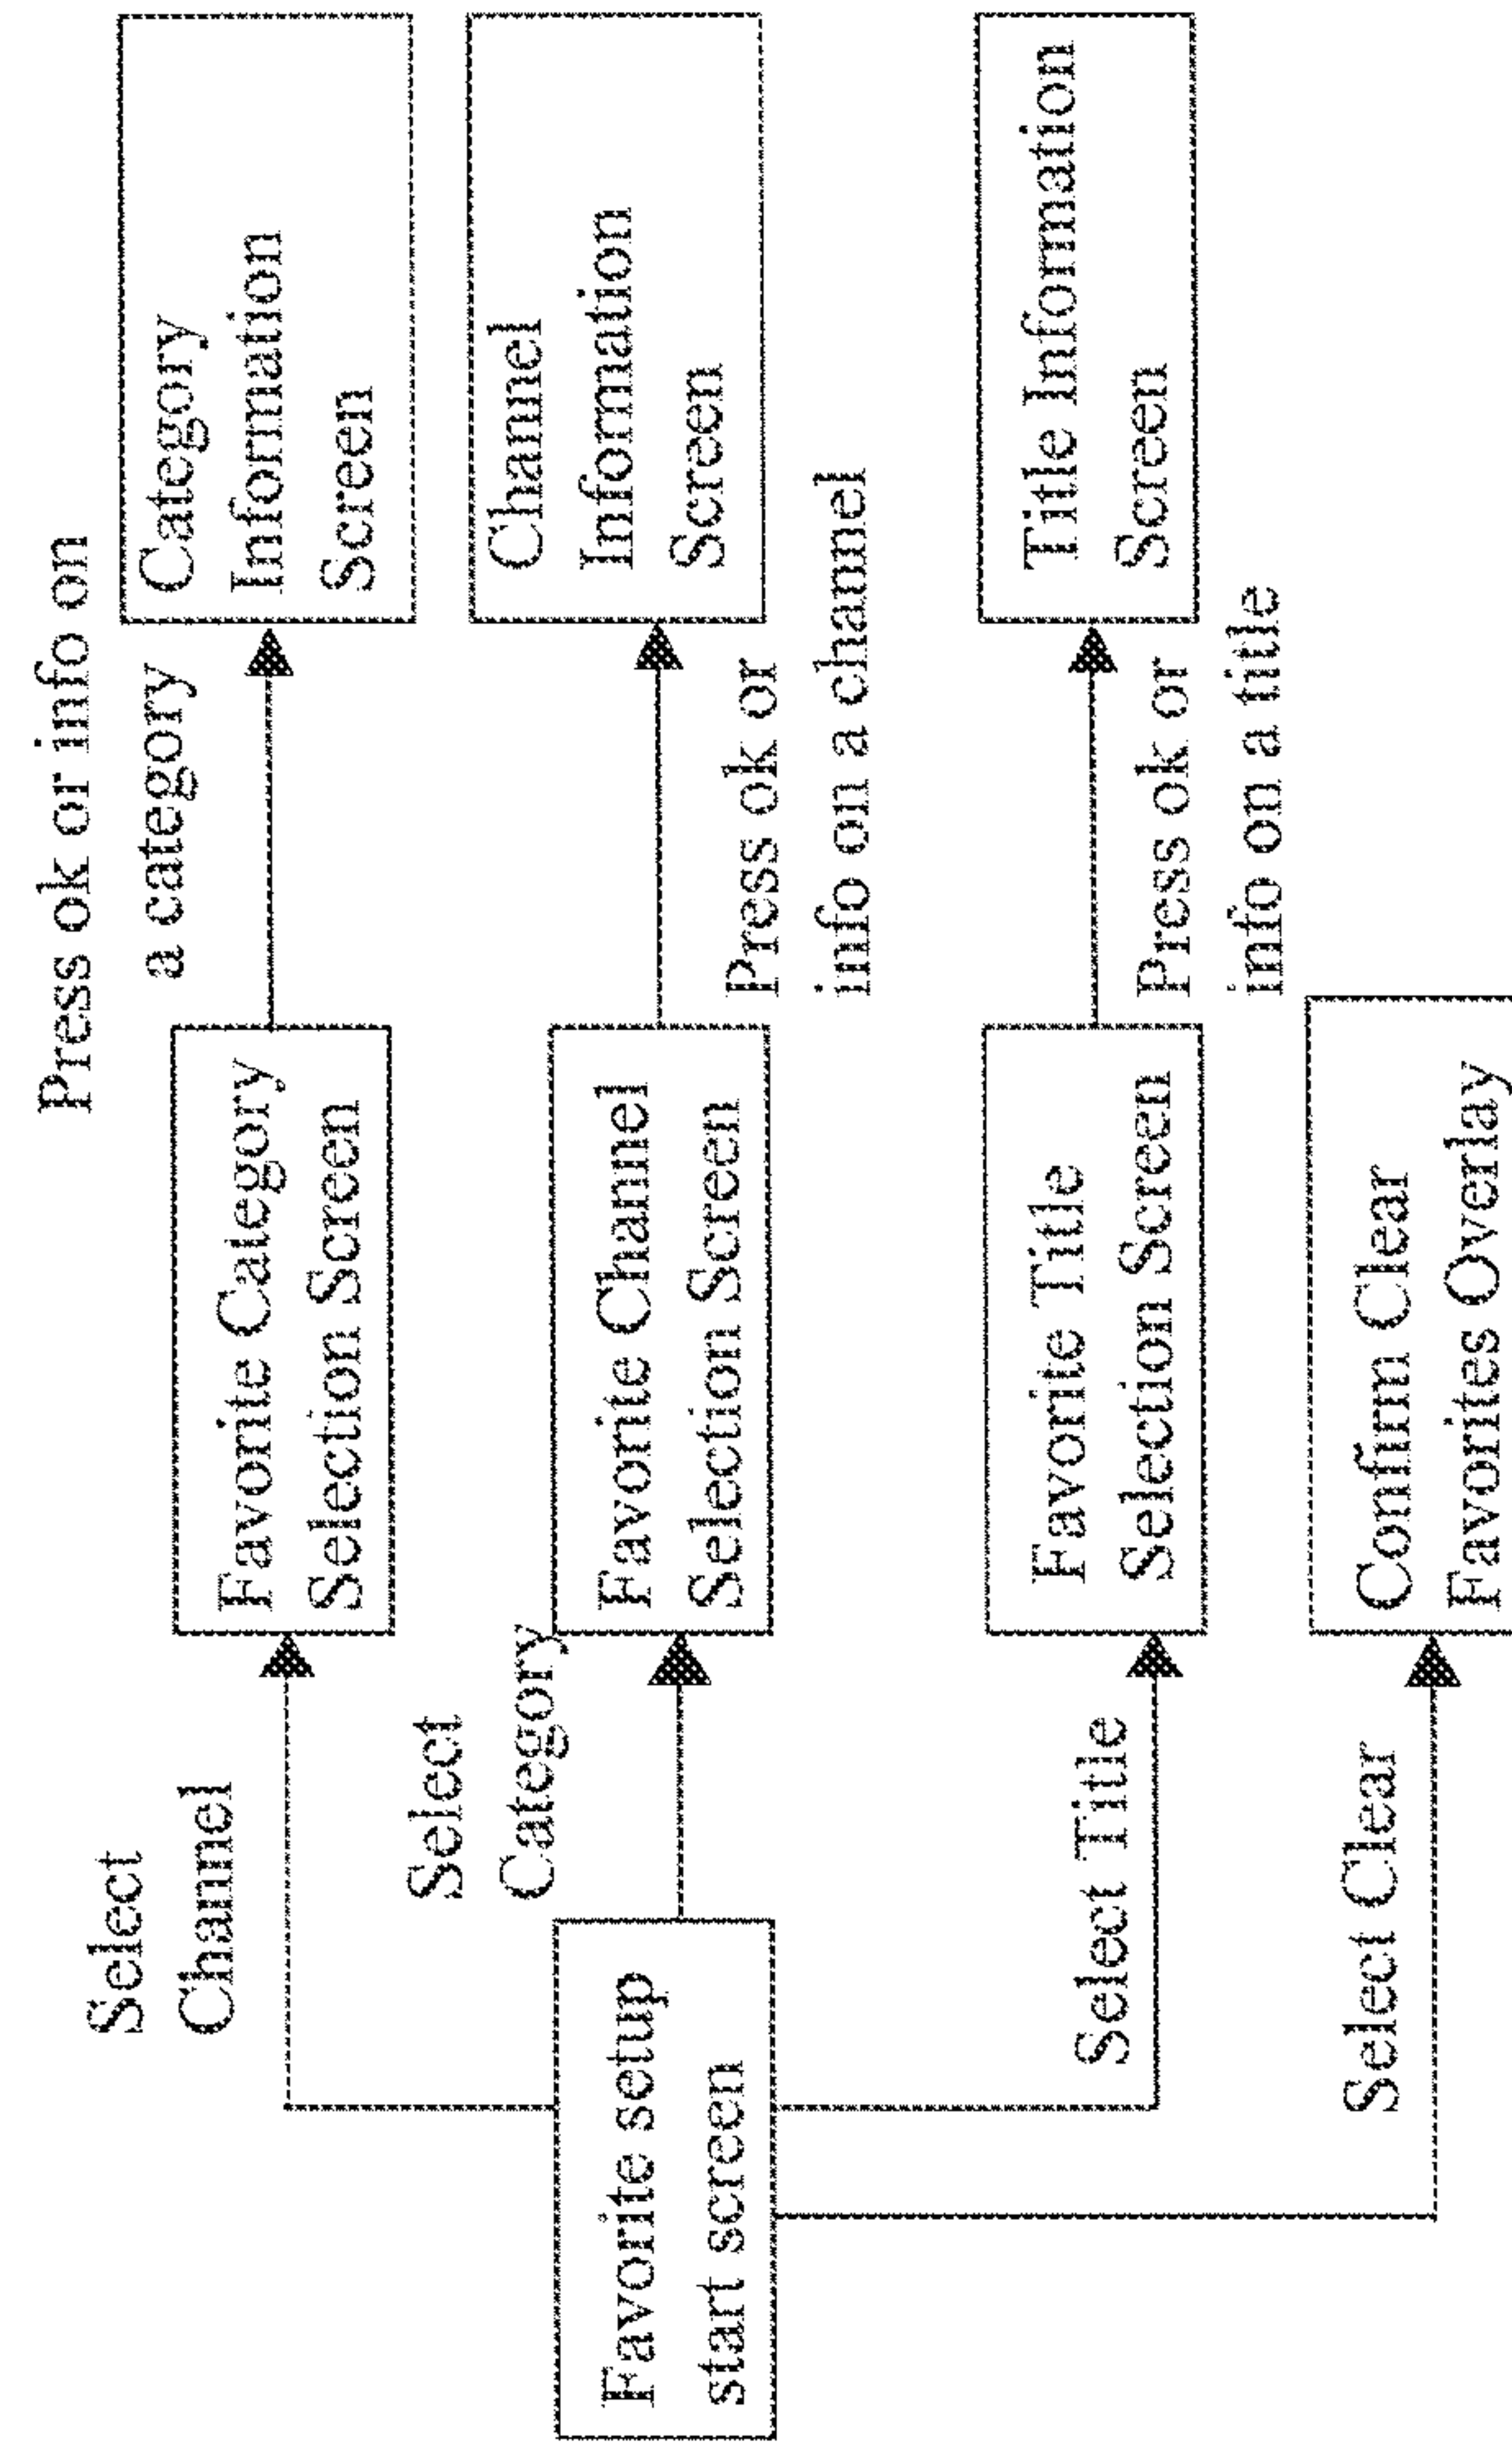 Press ok or info on
a category
Category
Information
Screen
Favorite Category
Selection Screen
Select
Channel
Channel
Information
Screen
Favorite Channel
Selection Screen
Select
Category
Favorite setup
start screen
Press ok or
info on a channel
Title Information
Screen
Favorite Title
Selection Screen
Select Title
Press ok or
info on a title
Confirm Clear
Favorites Overlay
Select Clear